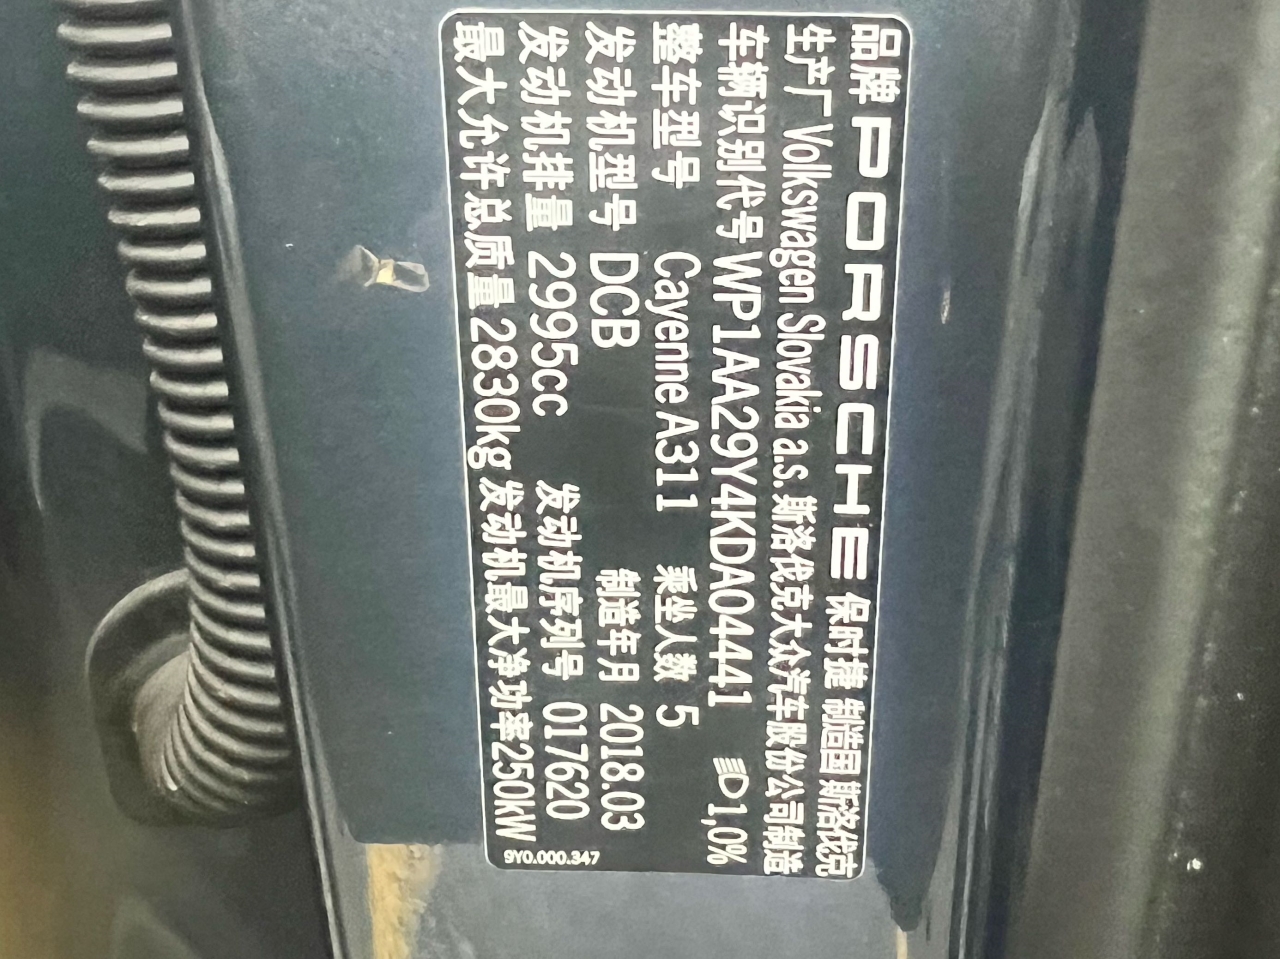 品牌 PORSCHE 保时捷 制造国 斯洛伐克
生产厂 Volkswagen Slovakia a.s. 斯洛伐克大众汽车股份公司制造
车辆识别代号 WP1AA29Y4KDA04441 1,0%
整车型号 Cayenne A311 乘坐人数 5
发动机型号 DCB 制造年月 2018.03
发动机排量 2995cc 发动机序列号 017620
最大允许总质量 2830kg 发动机最大净功率250kW
9Y0.000.347